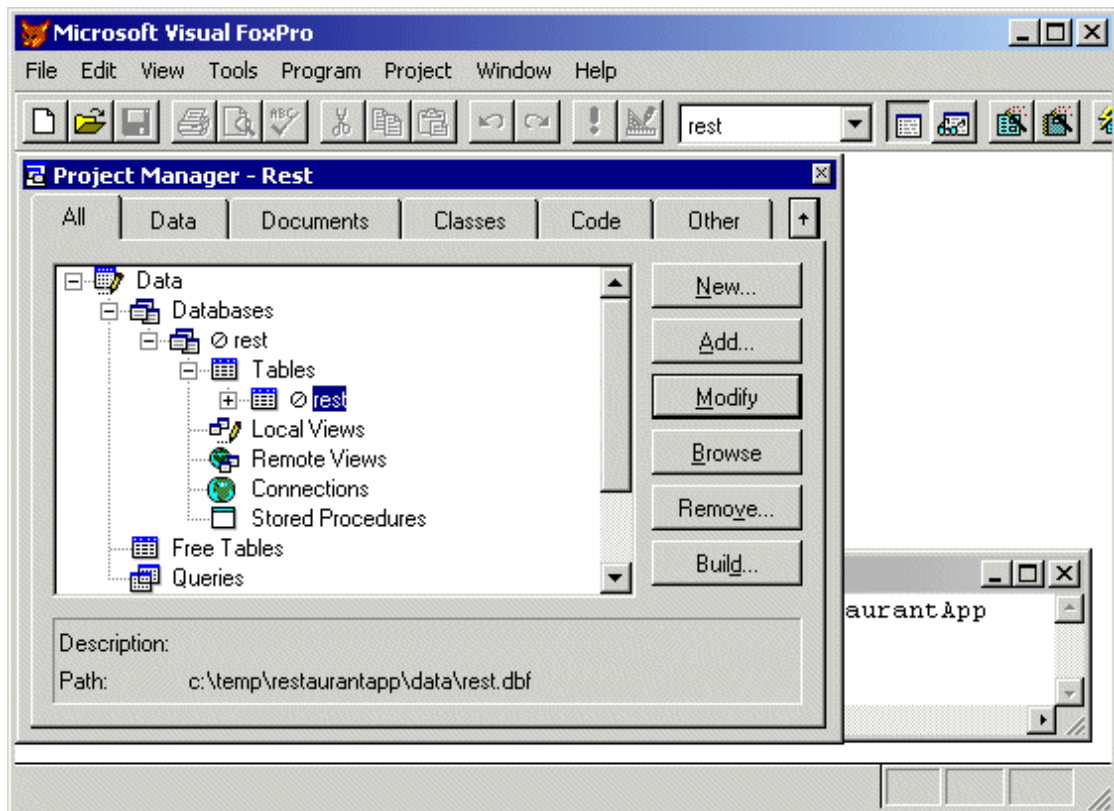 Microsoft Visual FoxPro
File Edit View Tools Program Project Window Help
ABC rest
Project Manager - Rest
All Data Documents Classes Code Other
Data
Databases
rest
Tables
rest
Local Views
Remote Views
Connections
Stored Procedures
Free Tables
Queries
New...
Add...
Modify
Browse
Remove...
Build...
aurantApp
Description:
Path: c:\temp\restaurantapp\data\rest.dbf